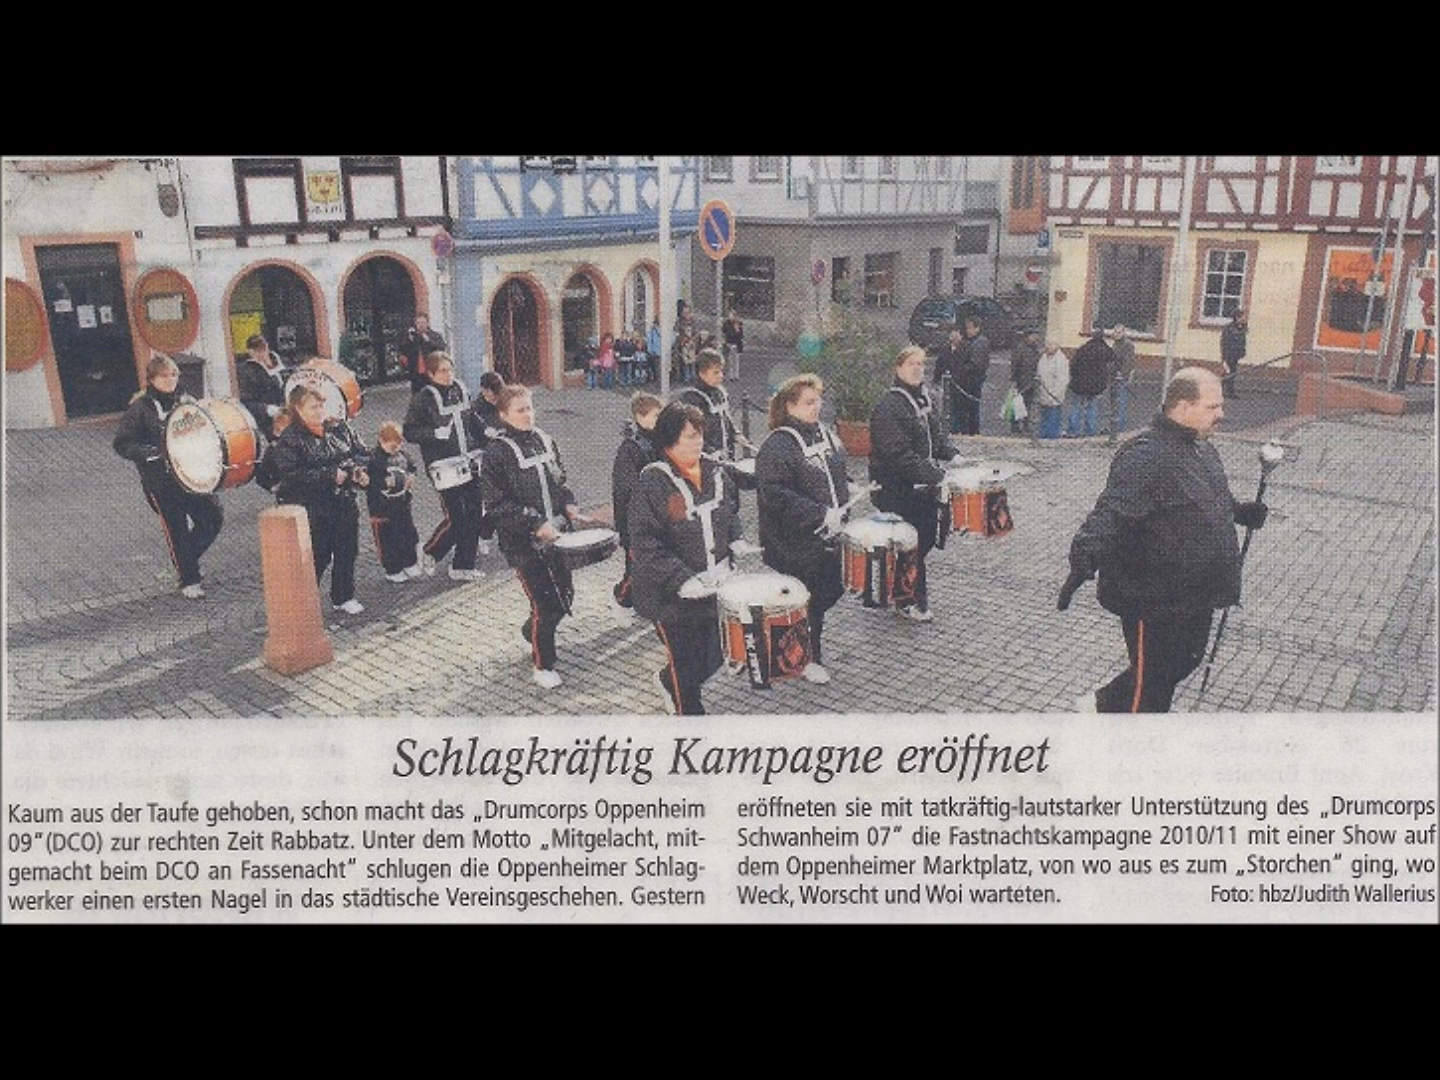 Schlagkräftig Kampagne eröffnet
Kaum aus der Taufe gehoben, schon macht das „Drumcorps Oppenheim
09“(DCO) zur rechten Zeit Rabbatz. Unter dem Motto „Mitgelacht, mit-
gemacht beim DCO an Fassenacht“ schlugen die Oppenheimer Schlag-
werker einen ersten Nagel in das städtische Vereinsgeschehen. Gestern
eröffneten sie mit tatkräftig-lautstarker Unterstützung des „Drumcorps
Schwanheim 07“ die Fastnachtskampagne 2010/11 mit einer Show auf
dem Oppenheimer Marktplatz, von wo aus es zum „Storchen“ ging, wo
Weck, Worscht und Woi warteten.
Foto: hbz/Judith Wallerius